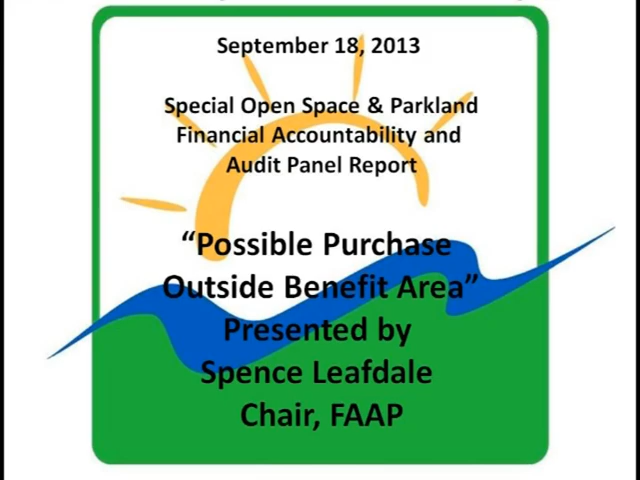 September 18, 2013
Special Open Space & Parkland
Financial Accountability and
Audit Panel Report
“Possible Purchase
Outside Benefit Area”
Presented by
Spence Leafdale
Chair, FAAP